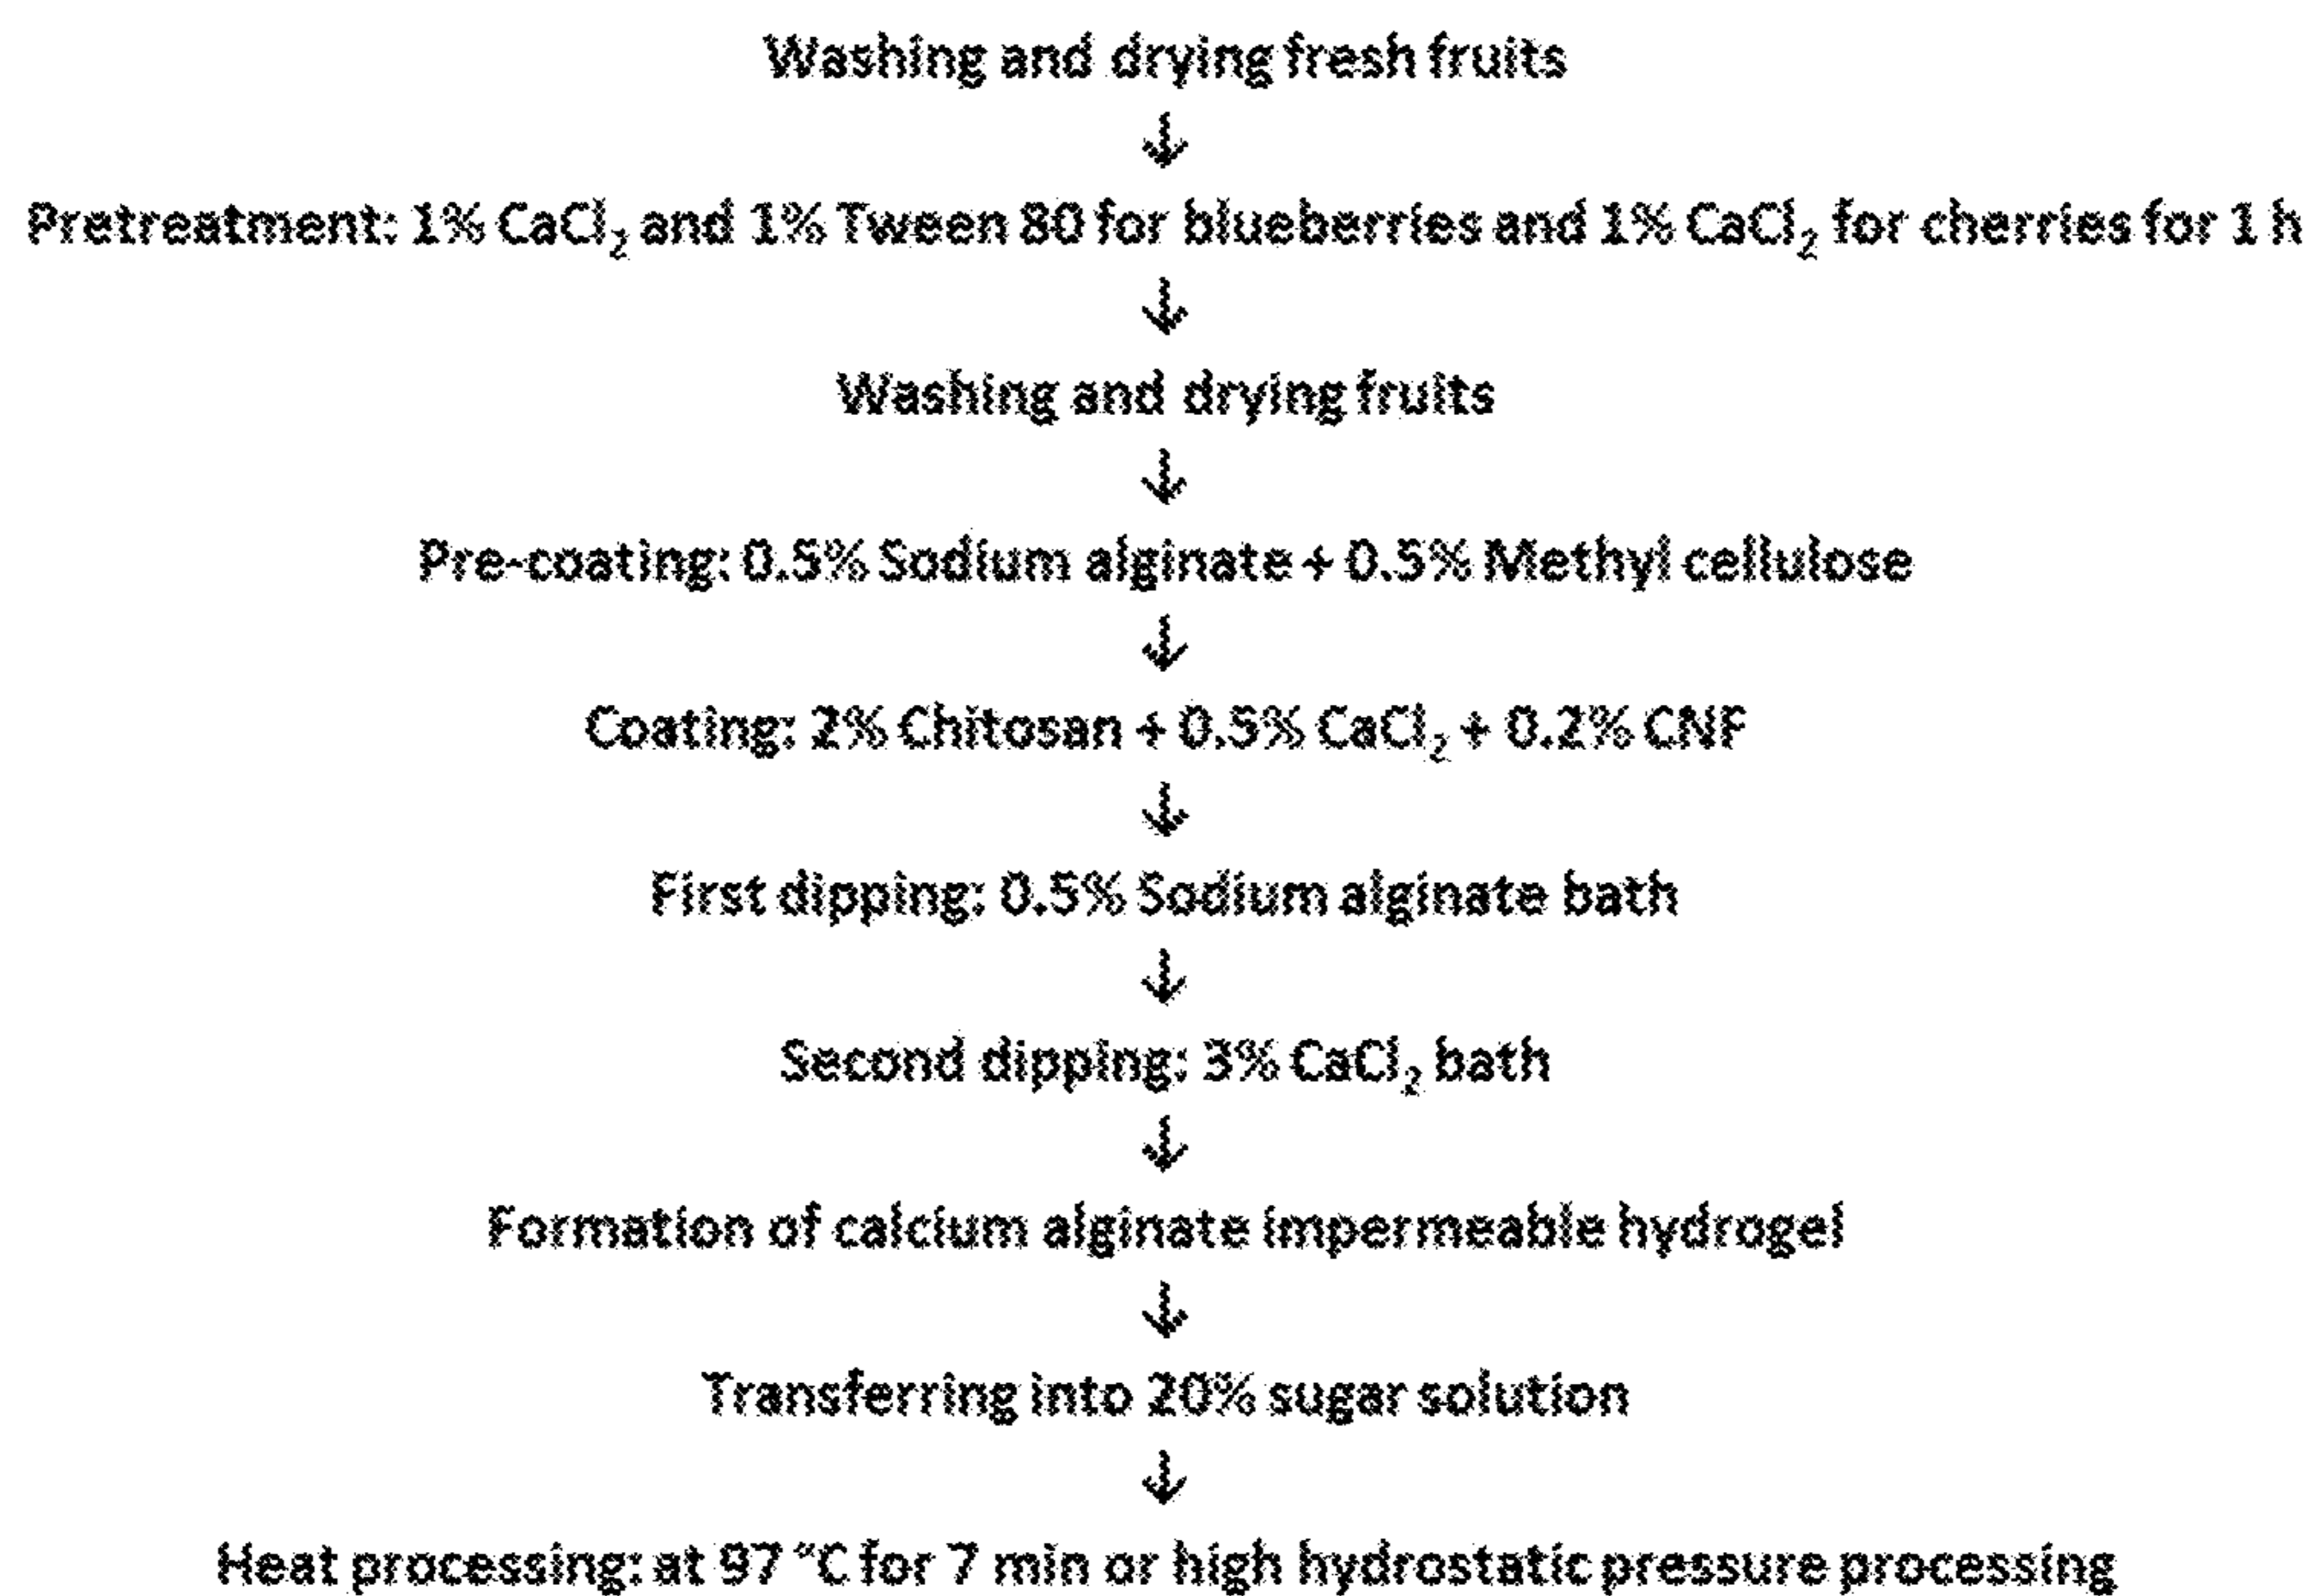 Washing and drying fresh fruits
↓
Pretreatment: 1% CaCl₂ and 1% Tween 80 for blueberries and 1% CaCl₂ for cherries for 1 h
↓
Washing and drying fruits
↓
Pre-coating: 0.5% Sodium alginate + 0.5% Methyl cellulose
↓
Coating: 2% Chitosan + 0.5% CaCl₂ + 0.2% CNF
↓
First dipping: 0.5% Sodium alginate bath
↓
Second dipping: 3% CaCl₂ bath
↓
Formation of calcium alginate impermeable hydrogel
↓
Transferring into 20% sugar solution
↓
Heat processing: at 97 °C for 7 min or high hydrostatic pressure processing